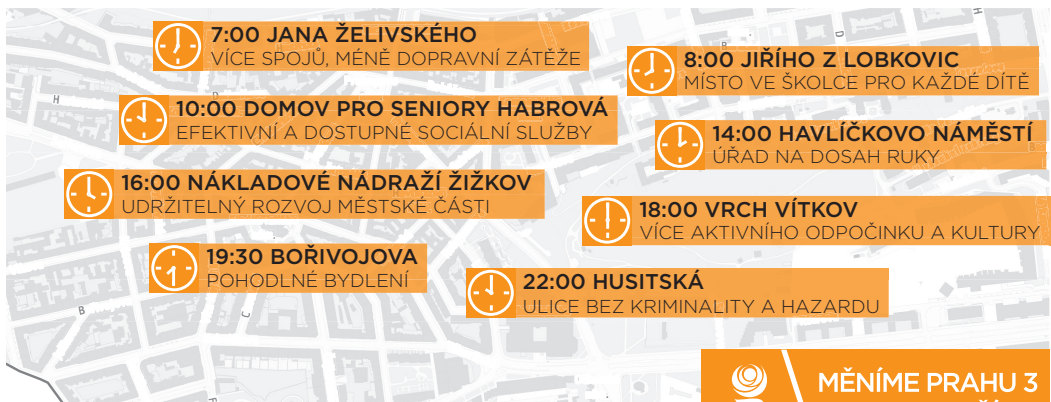 7:00 JANA ŽELIVSKÉHO
VÍCE SPOJŮ, MÉNĚ DOPRAVNÍ ZÁTĚŽE
8:00 JIŘÍHO Z LOBKOVIC
MÍSTO VE ŠKOLCE PRO KAŽDÉ DÍTĚ
10:00 DOMOV PRO SENIORY HABROVÁ
EFEKTIVNÍ A DOSTUPNÉ SOCIÁLNÍ SLUŽBY
14:00 HAVLÍČKOVO NÁMĚSTÍ
ÚŘAD NA DOSAH RUKY
16:00 NÁKLADOVÉ NÁDRAŽÍ ŽIŽKOV
UDRŽITELNÝ ROZVOJ MĚSTSKÉ ČÁSTI
18:00 VRCH VÍTKOV
VÍCE AKTIVNÍHO ODPOČINKU A KULTURY
19:30 BOŘIVOJOVA
POHODLNÉ BYDLENÍ
22:00 HUSITSKÁ
ULICE BEZ KRIMINALITY A HAZARDU
MĚNÍME PRAHU 3